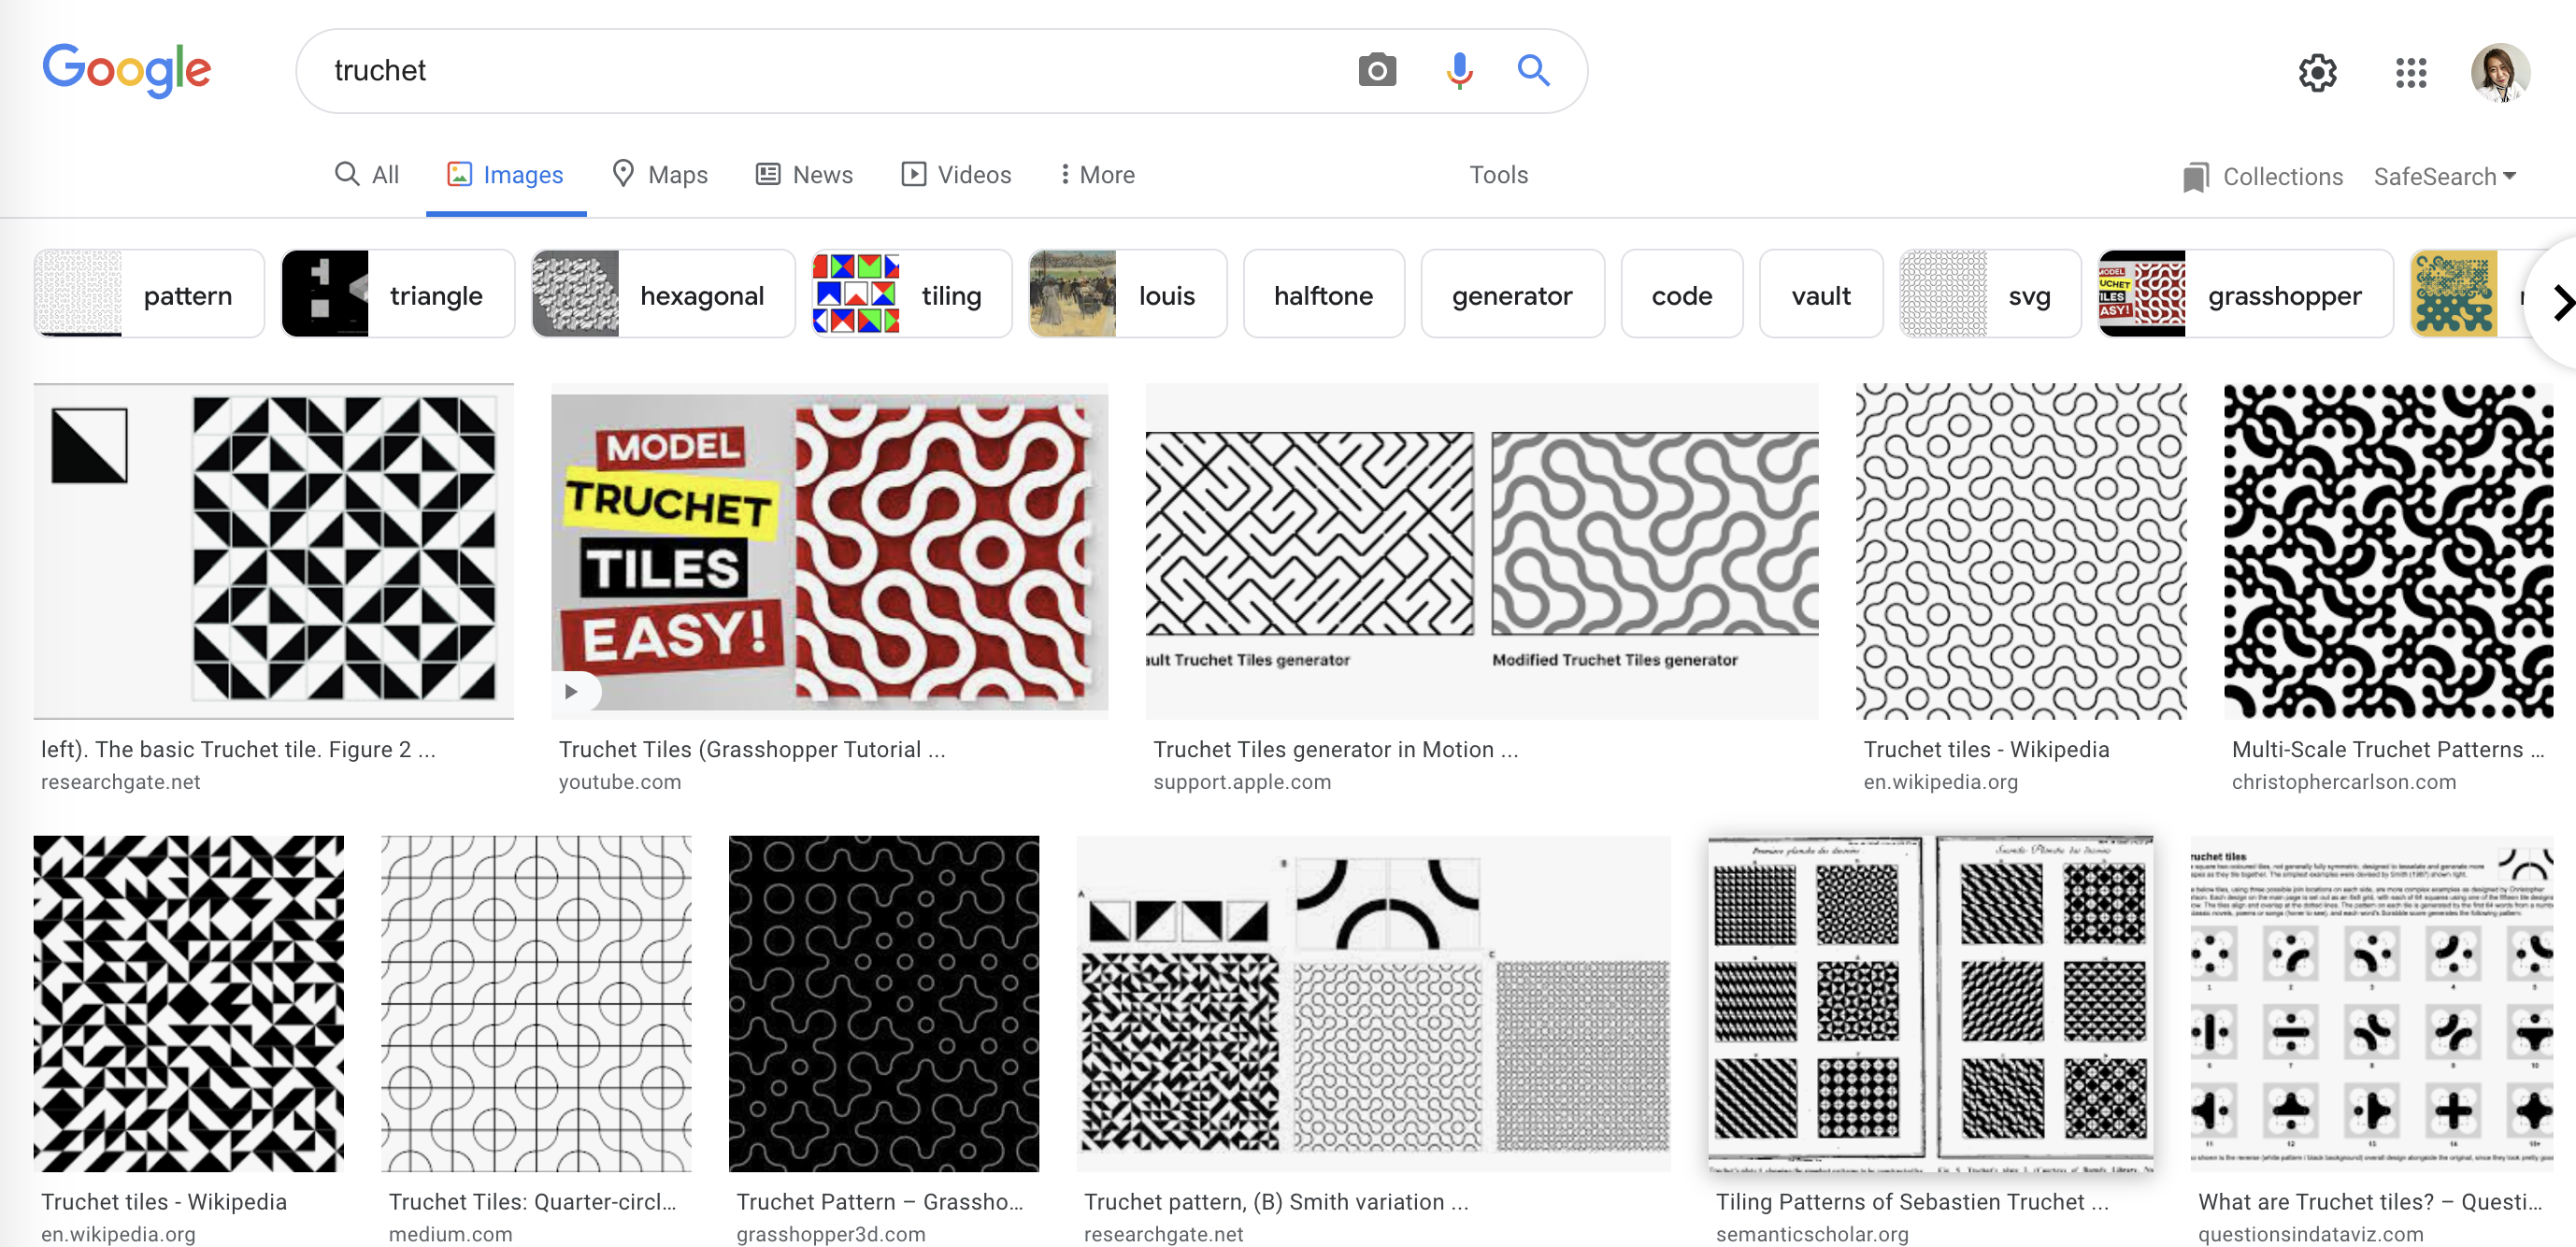 Google
truchet
All
Images
Maps
News
Videos
More
Tools
Collections
SafeSearch
pattern
triangle
hexagonal
tiling
louis
halftone
generator
code
vault
svg
grasshopper
MODEL
TRUCHET
TILES
EASY!
ult Truchet Tiles generator
Modified Truchet Tiles generator
left). The basic Truchet tile. Figure 2 ...
researchgate.net
Truchet Tiles (Grasshopper Tutorial ...
youtube.com
Truchet Tiles generator in Motion ...
support.apple.com
Truchet tiles - Wikipedia
en.wikipedia.org
Multi-Scale Truchet Patterns ...
christophercarlson.com
A
B
C
ruchet tiles
Truchet tiles - Wikipedia
en.wikipedia.org
Truchet Tiles: Quarter-circl...
medium.com
Truchet Pattern – Grassho...
grasshopper3d.com
Truchet pattern, (B) Smith variation ...
researchgate.net
Tiling Patterns of Sebastien Truchet ...
semanticscholar.org
What are Truchet tiles? – Questi...
questionsindataviz.com